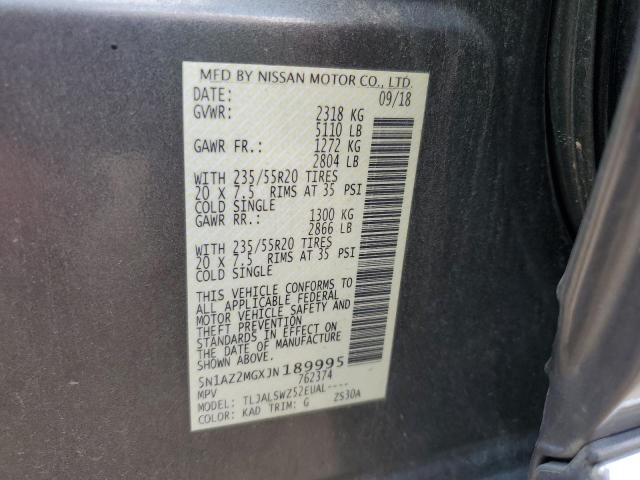 MFD BY NISSAN MOTOR CO., LTD.
DATE: 09/18
GVWR: 2318 KG
5110 LB
GAWR FR.: 1272 KG
2804 LB
WITH 235/55R20 TIRES
20 X 7.5 RIMS AT 35 PSI
COLD SINGLE
GAWR RR.: 1300 KG
2866 LB
WITH 235/55R20 TIRES
20 X 7.5 RIMS AT 35 PSI
COLD SINGLE
THIS VEHICLE CONFORMS TO
ALL APPLICABLE FEDERAL
MOTOR VEHICLE SAFETY AND
THEFT PREVENTION
STANDARDS IN EFFECT ON
THE DATE OF MANUFACTURE
5N1AZ2MGXJN189995
MPV 762374
MODEL: TLJALSWZ52EUAL----
COLOR: KAD TRIM: G ZS30A